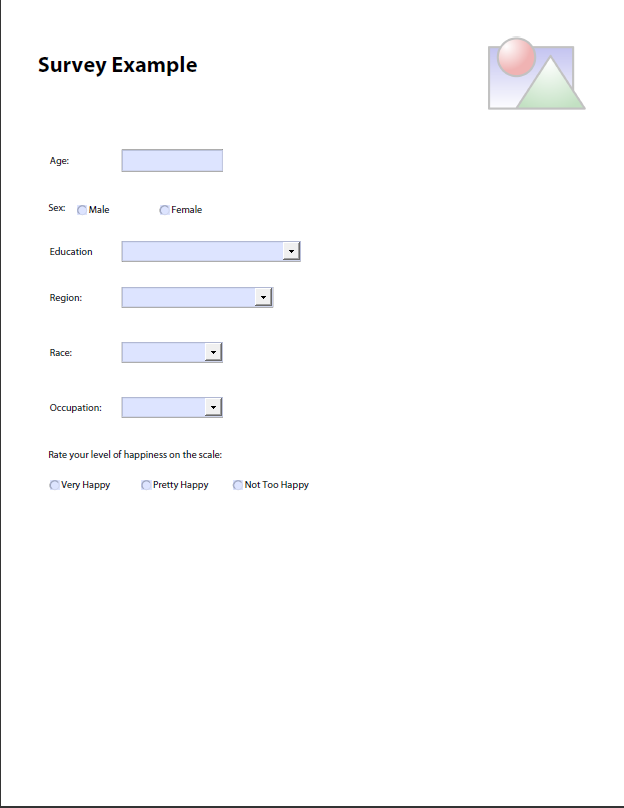 Survey Example
Age:
Sex: Male Female
Education
Region:
Race:
Occupation:
Rate your level of happiness on the scale:
Very Happy Pretty Happy Not Too Happy